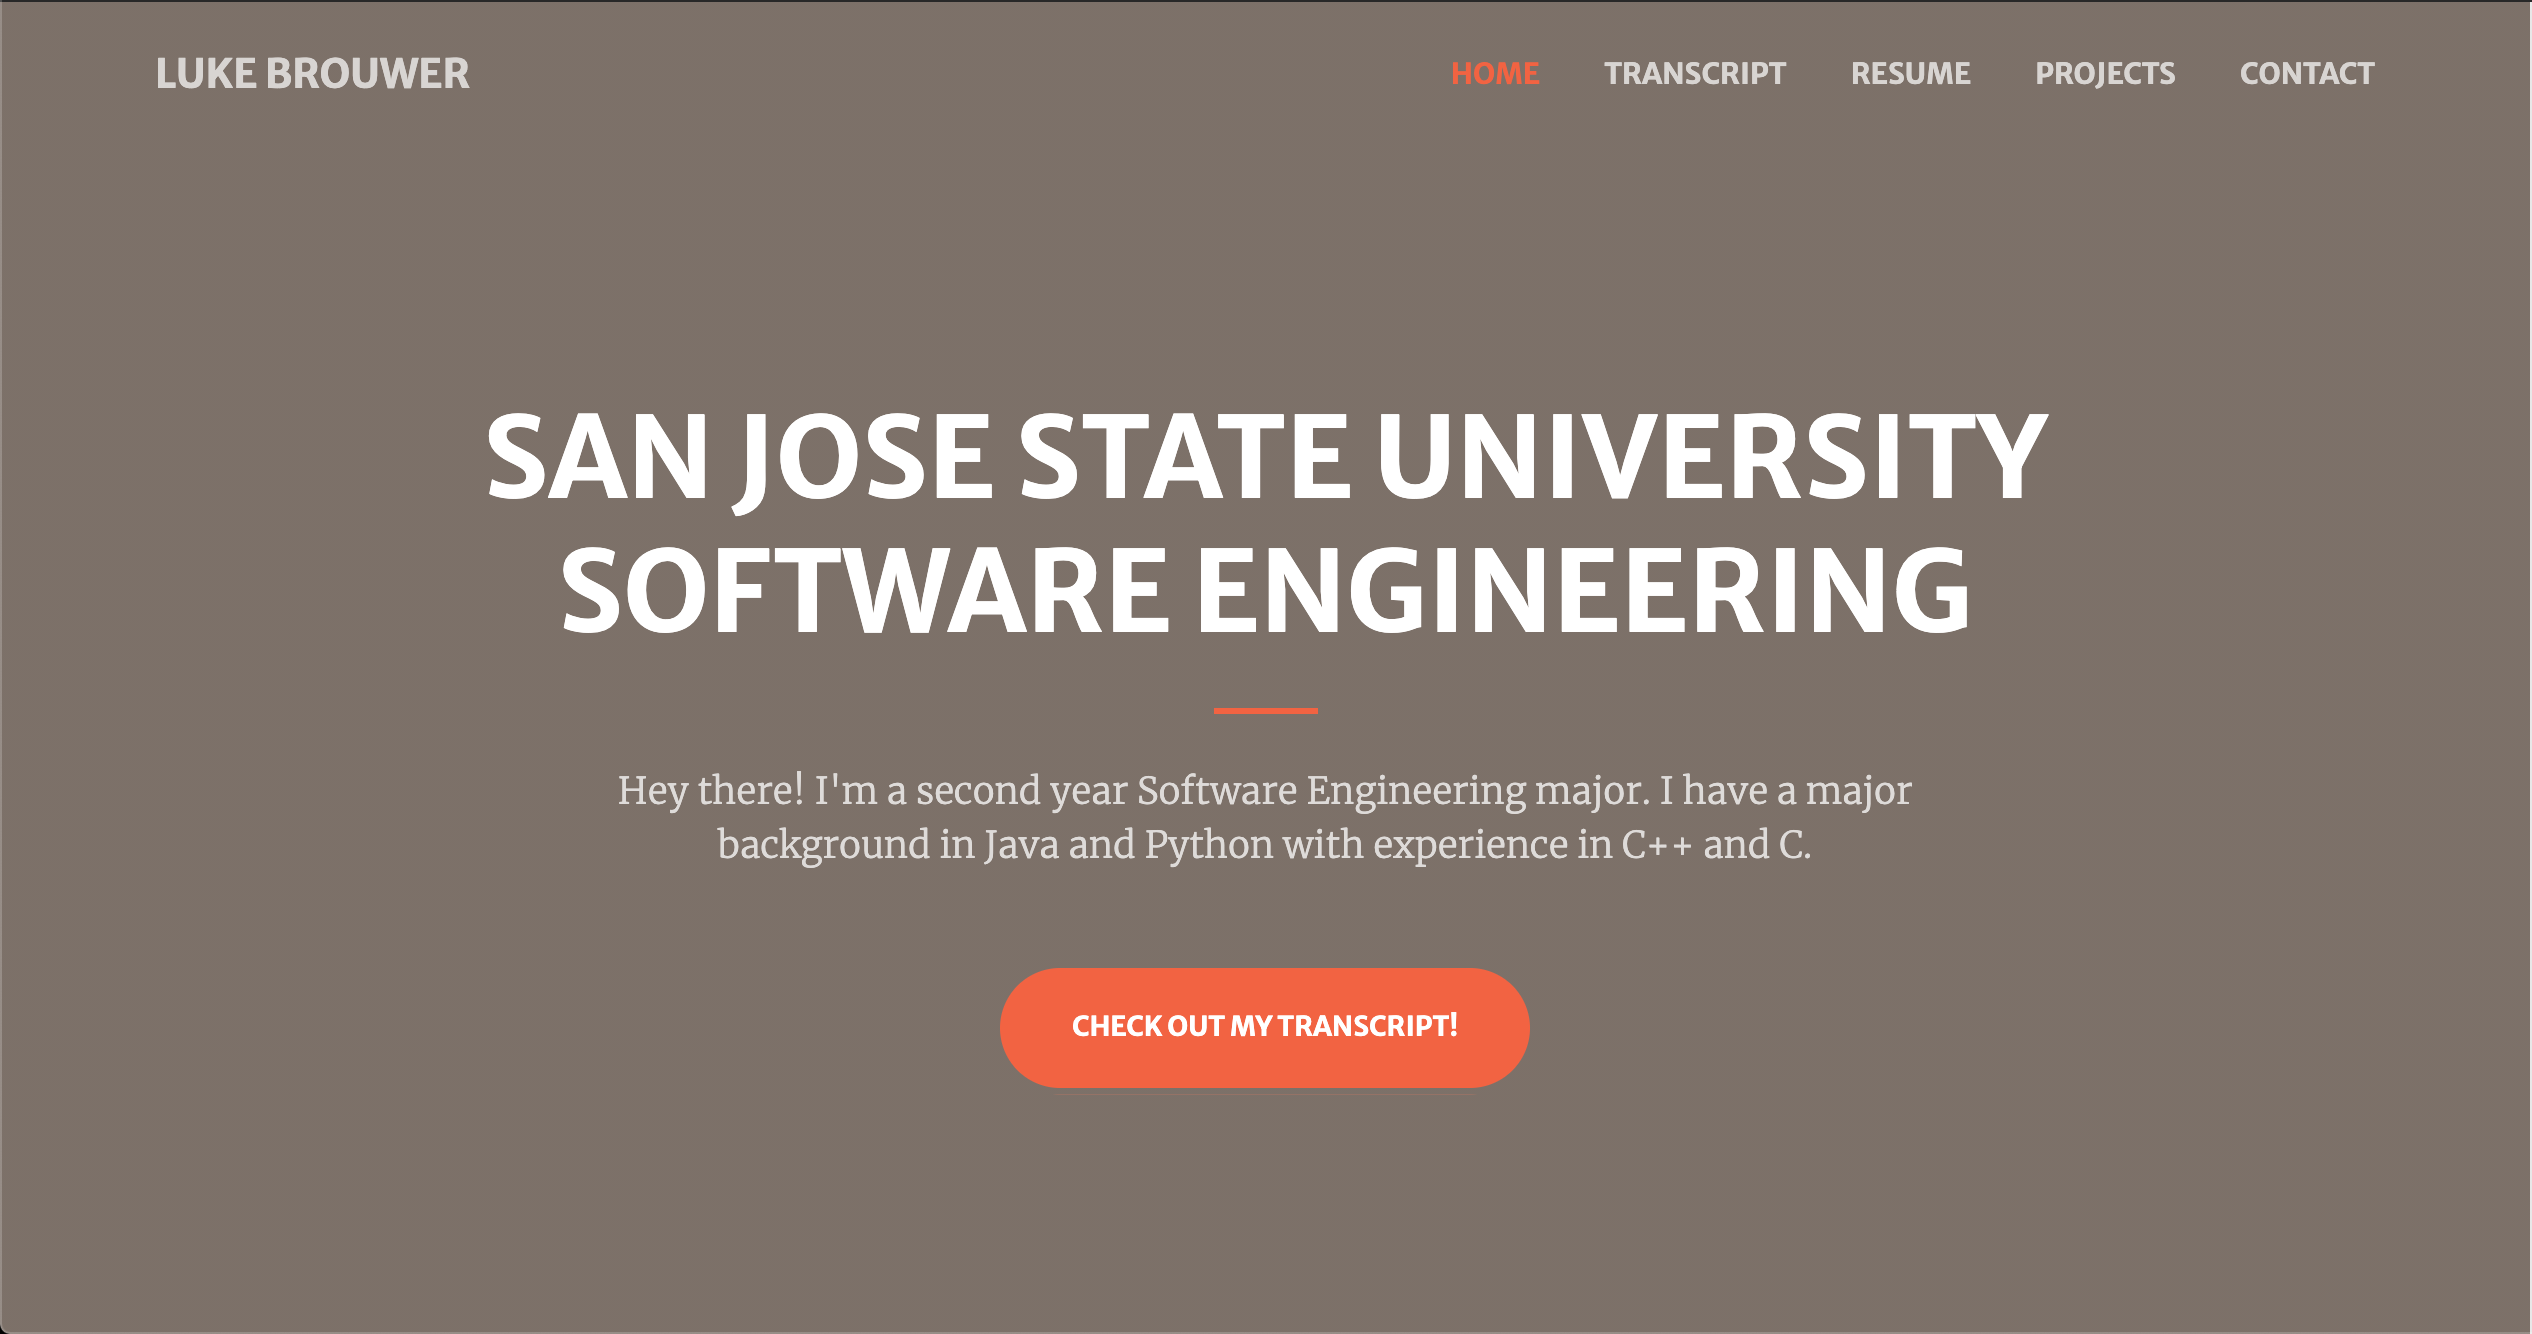 LUKE BROUWER
HOME TRANSCRIPT RESUME PROJECTS CONTACT
SAN JOSE STATE UNIVERSITY
SOFTWARE ENGINEERING
Hey there! I'm a second year Software Engineering major. I have a major
background in Java and Python with experience in C++ and C.
CHECK OUT MY TRANSCRIPT!